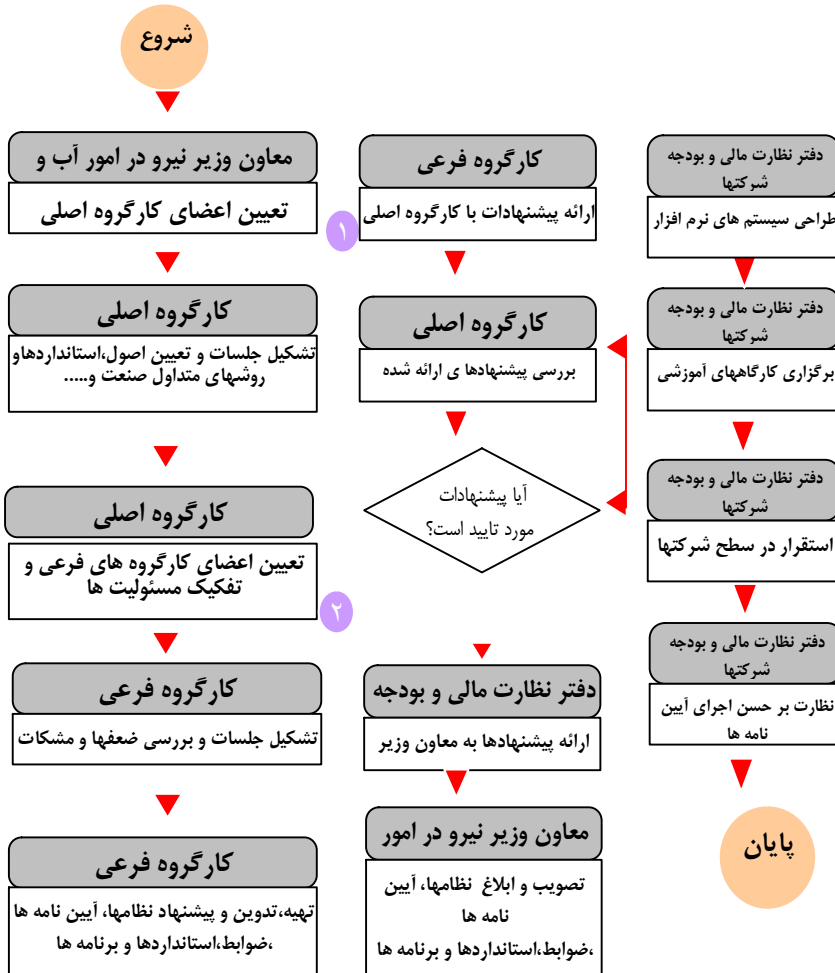 شروع
معاون وزیر نیرو در امور آب و
تعیین اعضای کارگروه اصلی
کارگروه اصلی
تشکیل جلسات و تعیین اصول،استانداردهاو
روشهای متداول صنعت و.....
کارگروه اصلی
تعیین اعضای کارگروه های فرعی و
تفکیک مسئولیت ها
کارگروه فرعی
تشکیل جلسات و بررسی ضعفها و مشکات
کارگروه فرعی
تهیه،تدوین و پیشنهاد نظامها، آیین نامه ها
،ضوابط،استانداردها و برنامه ها
کارگروه فرعی
ارائه پیشنهادات با کارگروه اصلی
۱
کارگروه اصلی
بررسی پیشنهادها ی ارائه شده
آیا پیشنهادات
مورد تایید است؟
۲
دفتر نظارت مالی و بودجه
ارائه پیشنهادها به معاون وزیر
معاون وزیر نیرو در امور
تصویب و ابلاغ نظامها، آیین
نامه ها
،ضوابط،استانداردها و برنامه ها
دفتر نظارت مالی و بودجه
شرکتها
طراحی سیستم های نرم افزار
دفتر نظارت مالی و بودجه
شرکتها
برگزاری کارگاههای آموزشی
دفتر نظارت مالی و بودجه
شرکتها
استقرار در سطح شرکتها
دفتر نظارت مالی و بودجه
شرکتها
نظارت بر حسن اجرای آیین
نامه ها
پایان